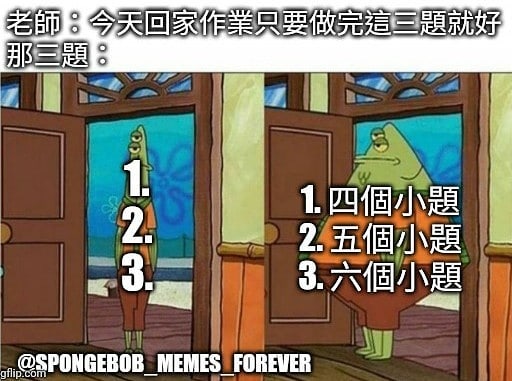 老師：今天回家作業只要做完這三題就好
那三題：
1.
2.
3.
1. 四個小題
2. 五個小題
3. 六個小題
@SPONGEBOB_MEMES_FOREVER
gflip.com